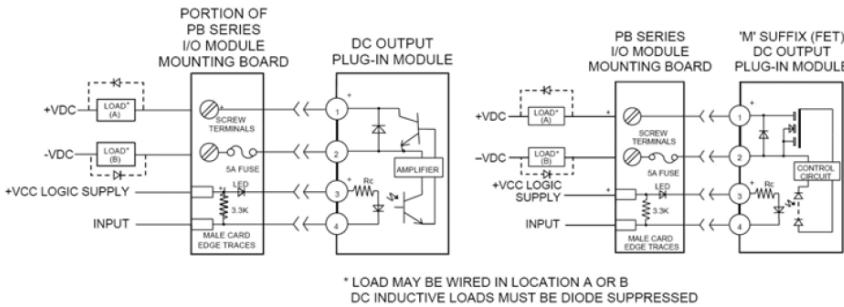 PORTION OF
PB SERIES
I/O MODULE
MOUNTING BOARD
DC OUTPUT
PLUG-IN MODULE
+VDC
LOAD*
(A)
+
SCREW
TERMINALS
1
-VDC
LOAD*
(B)
5A FUSE
2
AMPLIFIER
+VCC LOGIC SUPPLY
+
LED
3
Rc
3.3K
INPUT
4
MALE CARD
EDGE TRACES
PB SERIES
I/O MODULE
MOUNTING BOARD
'M' SUFFIX (FET)
DC OUTPUT
PLUG-IN MODULE
+VDC
LOAD*
(A)
+
SCREW
TERMINALS
1
–VDC
LOAD*
(B)
5A FUSE
2
CONTROL
CIRCUIT
+VCC LOGIC
SUPPLY
+
LED
3
Rc
3.3K
INPUT
4
MALE CARD
EDGE TRACES
* LOAD MAY BE WIRED IN LOCATION A OR B
DC INDUCTIVE LOADS MUST BE DIODE SUPPRESSED